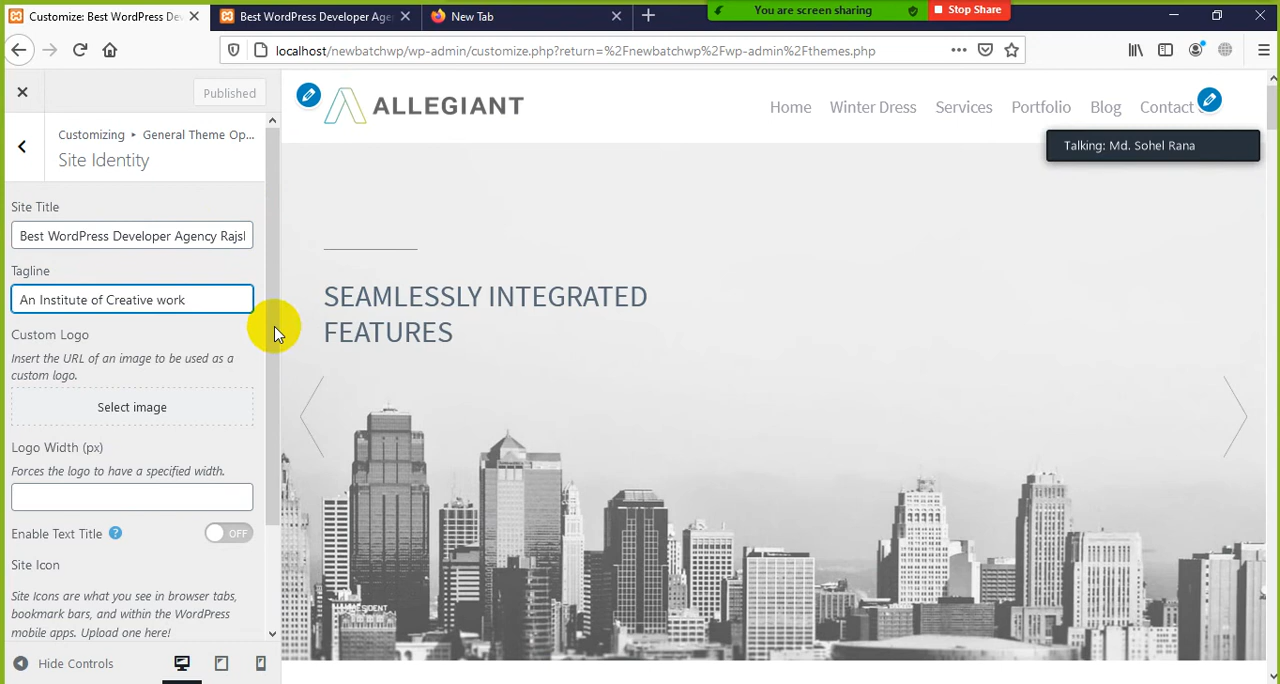 Customize: Best WordPress De
Best WordPress Developer Age
New Tab
You are screen sharing
Stop Share
localhost/newbatchwp/wp-admin/customize.php?return=%2Fnewbatchwp%2Fwp-admin%2Fthemes.php
Published
Customizing ▸ General Theme Op...
Site Identity
Site Title
Best WordPress Developer Agency Rajsh
Tagline
An Institute of Creative work
Custom Logo
Insert the URL of an image to be used as a
custom logo.
Select image
Logo Width (px)
Forces the logo to have a specified width.
Enable Text Title
OFF
Site Icon
Site Icons are what you see in browser tabs,
bookmark bars, and within the WordPress
mobile apps. Upload one here!
Hide Controls
ALLEGIANT
Home
Winter Dress
Services
Portfolio
Blog
Contact
Talking: Md. Sohel Rana
SEAMLESSLY INTEGRATED
FEATURES